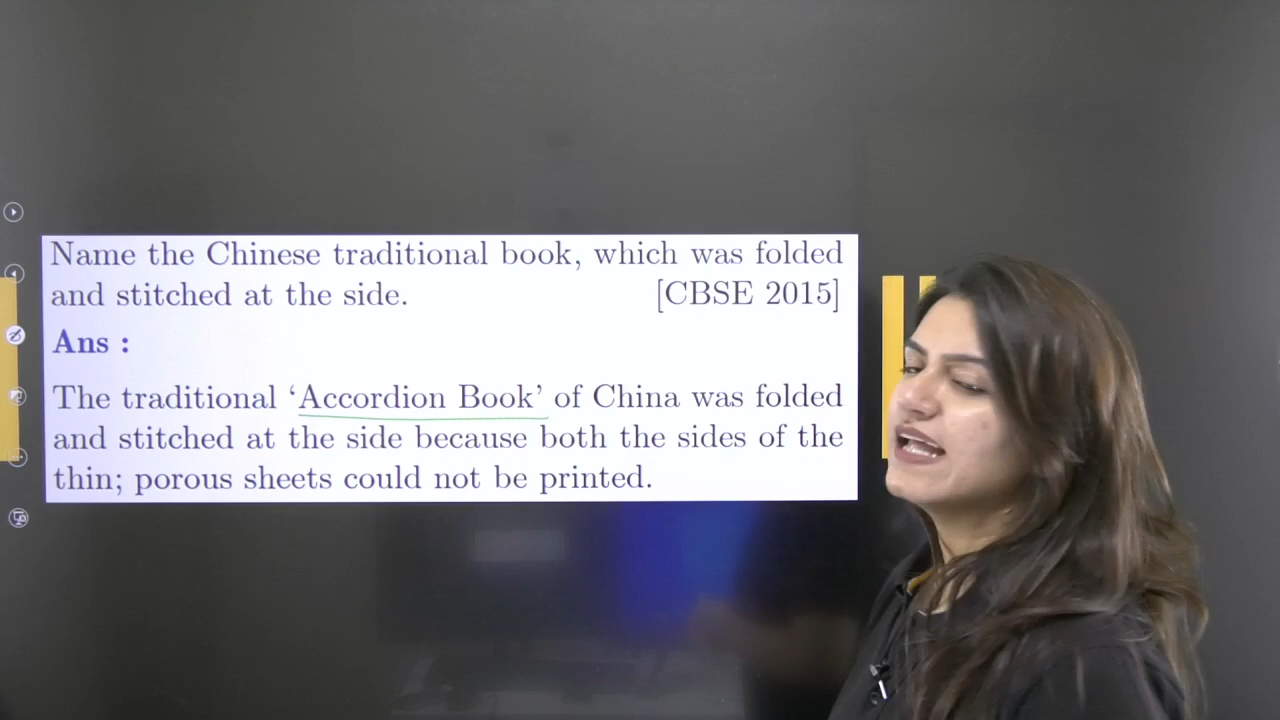 Name the Chinese traditional book, which was folded
and stitched at the side. [CBSE 2015]
Ans :
The traditional ‘Accordion Book’ of China was folded
and stitched at the side because both the sides of the
thin; porous sheets could not be printed.